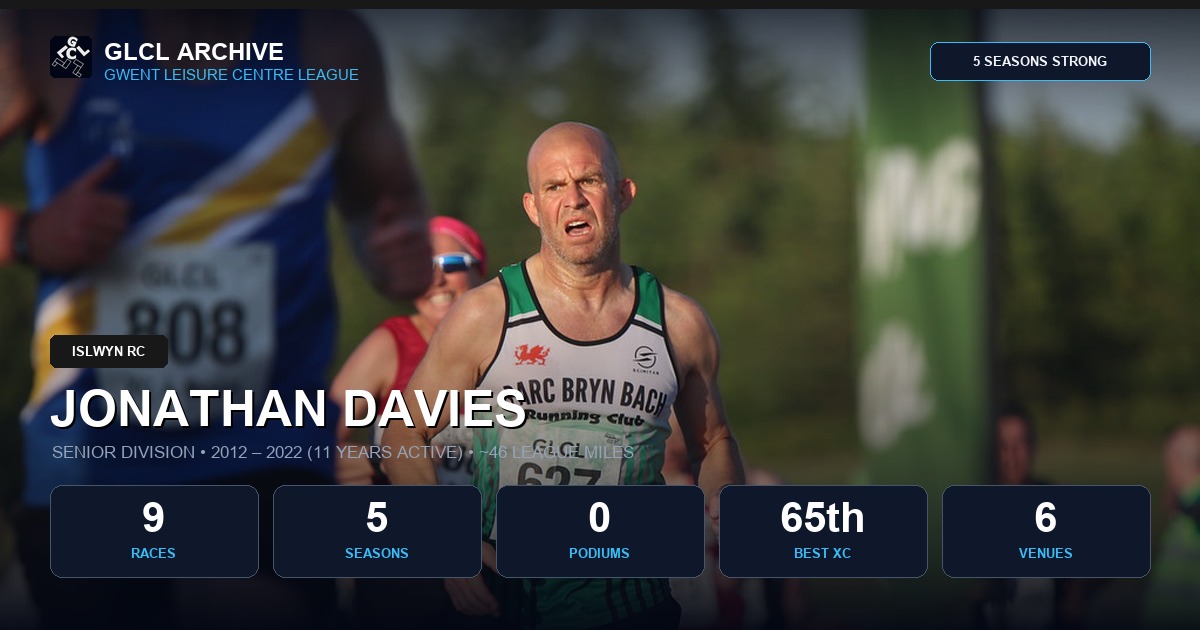 GLCL ARCHIVE
GWENT LEISURE CENTRE LEAGUE
5 SEASONS STRONG
GLCL
808
ISLWYN RC
SCIMITAR
PARC BRYN BACH
Running Club
JONATHAN DAVIES
SENIOR DIVISION • 2012 – 2022 (11 YEARS ACTIVE) • ~46 LEAGUE MILES
GLCL
627
9
RACES
5
SEASONS
0
PODIUMS
65th
BEST XC
6
VENUES